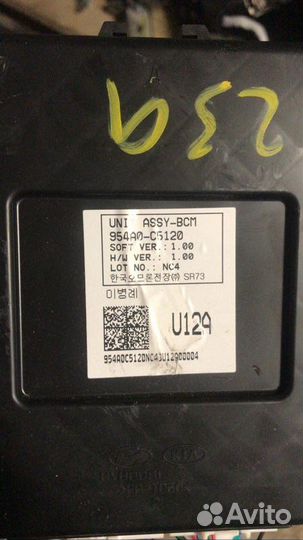 23A
UNIT ASSY-BCM
954A0-C5120
SOFT VER.: 1.00
H/W VER.: 1.00
LOT NO.: NC4
한국오므론전장㈜ SR73
이병례
U129
954A0C5120NC43U12900004
KIA
Avito